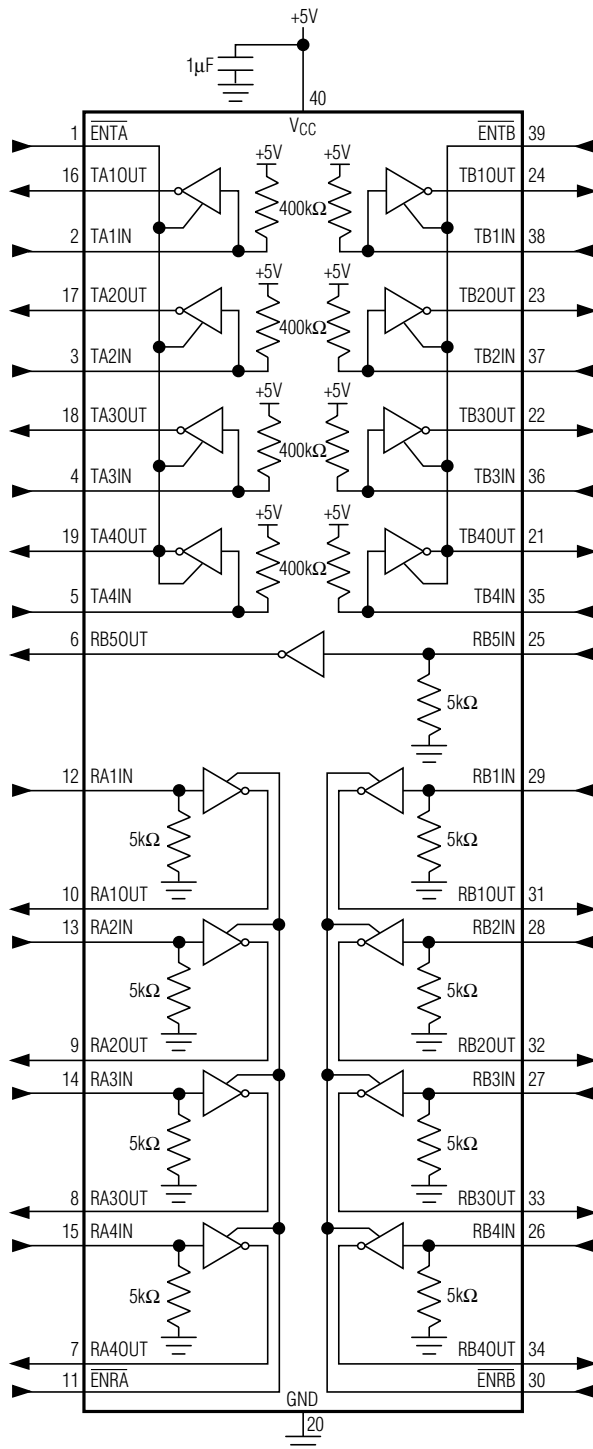 +5V
1µF
40
VCC
1 ENTA ENTB 39
+5V +5V
16 TA1OUT TB1OUT 24
400kΩ
2 TA1IN TB1IN 38
+5V +5V
17 TA2OUT TB2OUT 23
400kΩ
3 TA2IN TB2IN 37
+5V +5V
18 TA3OUT TB3OUT 22
400kΩ
4 TA3IN TB3IN 36
+5V +5V
19 TA4OUT TB4OUT 21
400kΩ
5 TA4IN TB4IN 35
6 RB5OUT RB5IN 25
5kΩ
12 RA1IN RB1IN 29
5kΩ 5kΩ
10 RA1OUT RB1OUT 31
13 RA2IN RB2IN 28
5kΩ 5kΩ
9 RA2OUT RB2OUT 32
14 RA3IN RB3IN 27
5kΩ 5kΩ
8 RA3OUT RB3OUT 33
15 RA4IN RB4IN 26
5kΩ 5kΩ
7 RA4OUT RB4OUT 34
11 ENRA ENRB 30
GND
20